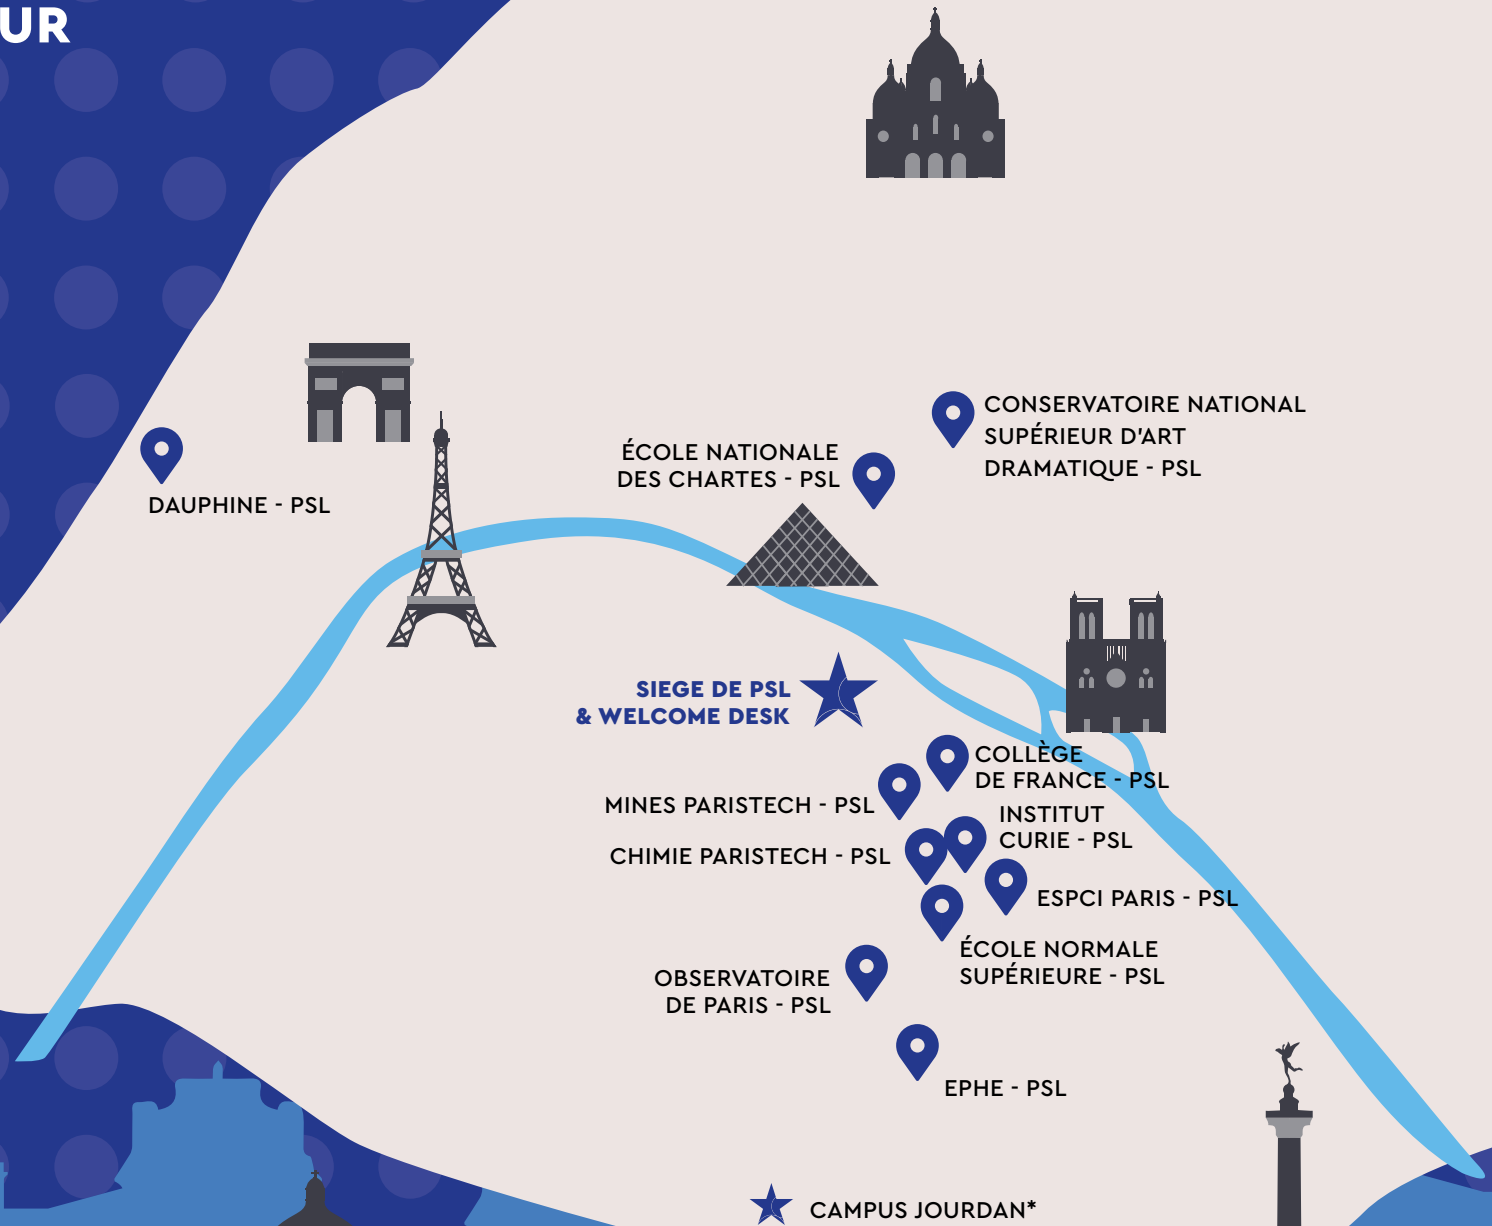 UR
CONSERVATOIRE NATIONAL
SUPÉRIEUR D'ART
DRAMATIQUE - PSL
ÉCOLE NATIONALE
DES CHARTES - PSL
DAUPHINE - PSL
SIEGE DE PSL
& WELCOME DESK
COLLÈGE
DE FRANCE - PSL
MINES PARISTECH - PSL
INSTITUT
CURIE - PSL
CHIMIE PARISTECH - PSL
ESPCI PARIS - PSL
ÉCOLE NORMALE
SUPÉRIEURE - PSL
OBSERVATOIRE
DE PARIS - PSL
EPHE - PSL
CAMPUS JOURDAN*